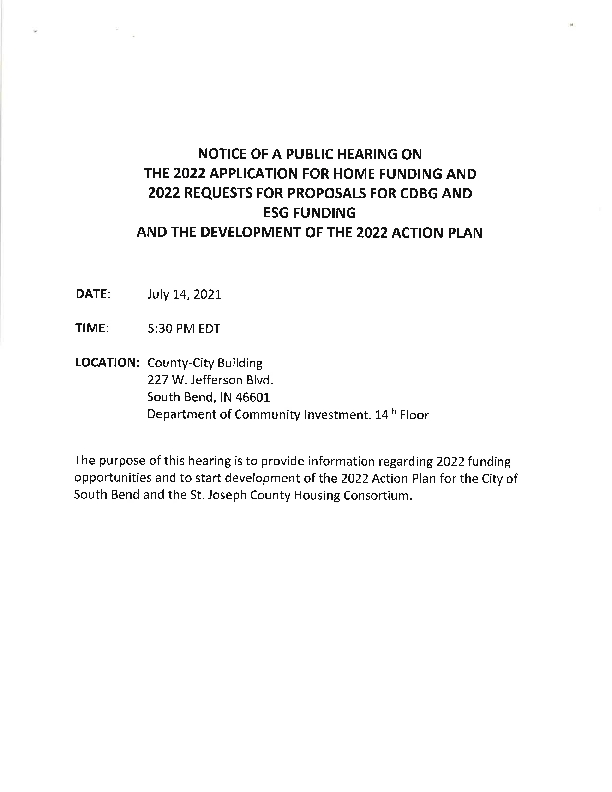 NOTICE OF A PUBLIC HEARING ON
THE 2022 APPLICATION FOR HOME FUNDING AND
2022 REQUESTS FOR PROPOSALS FOR CDBG AND
ESG FUNDING
AND THE DEVELOPMENT OF THE 2022 ACTION PLAN
DATE: July 14, 2021
TIME: 5:30 PM EDT
LOCATION: County-City Building
227 W. Jefferson Blvd.
South Bend, IN 46601
Department of Community Investment. 14th Floor
The purpose of this hearing is to provide information regarding 2022 funding
opportunities and to start development of the 2022 Action Plan for the City of
South Bend and the St. Joseph County Housing Consortium.